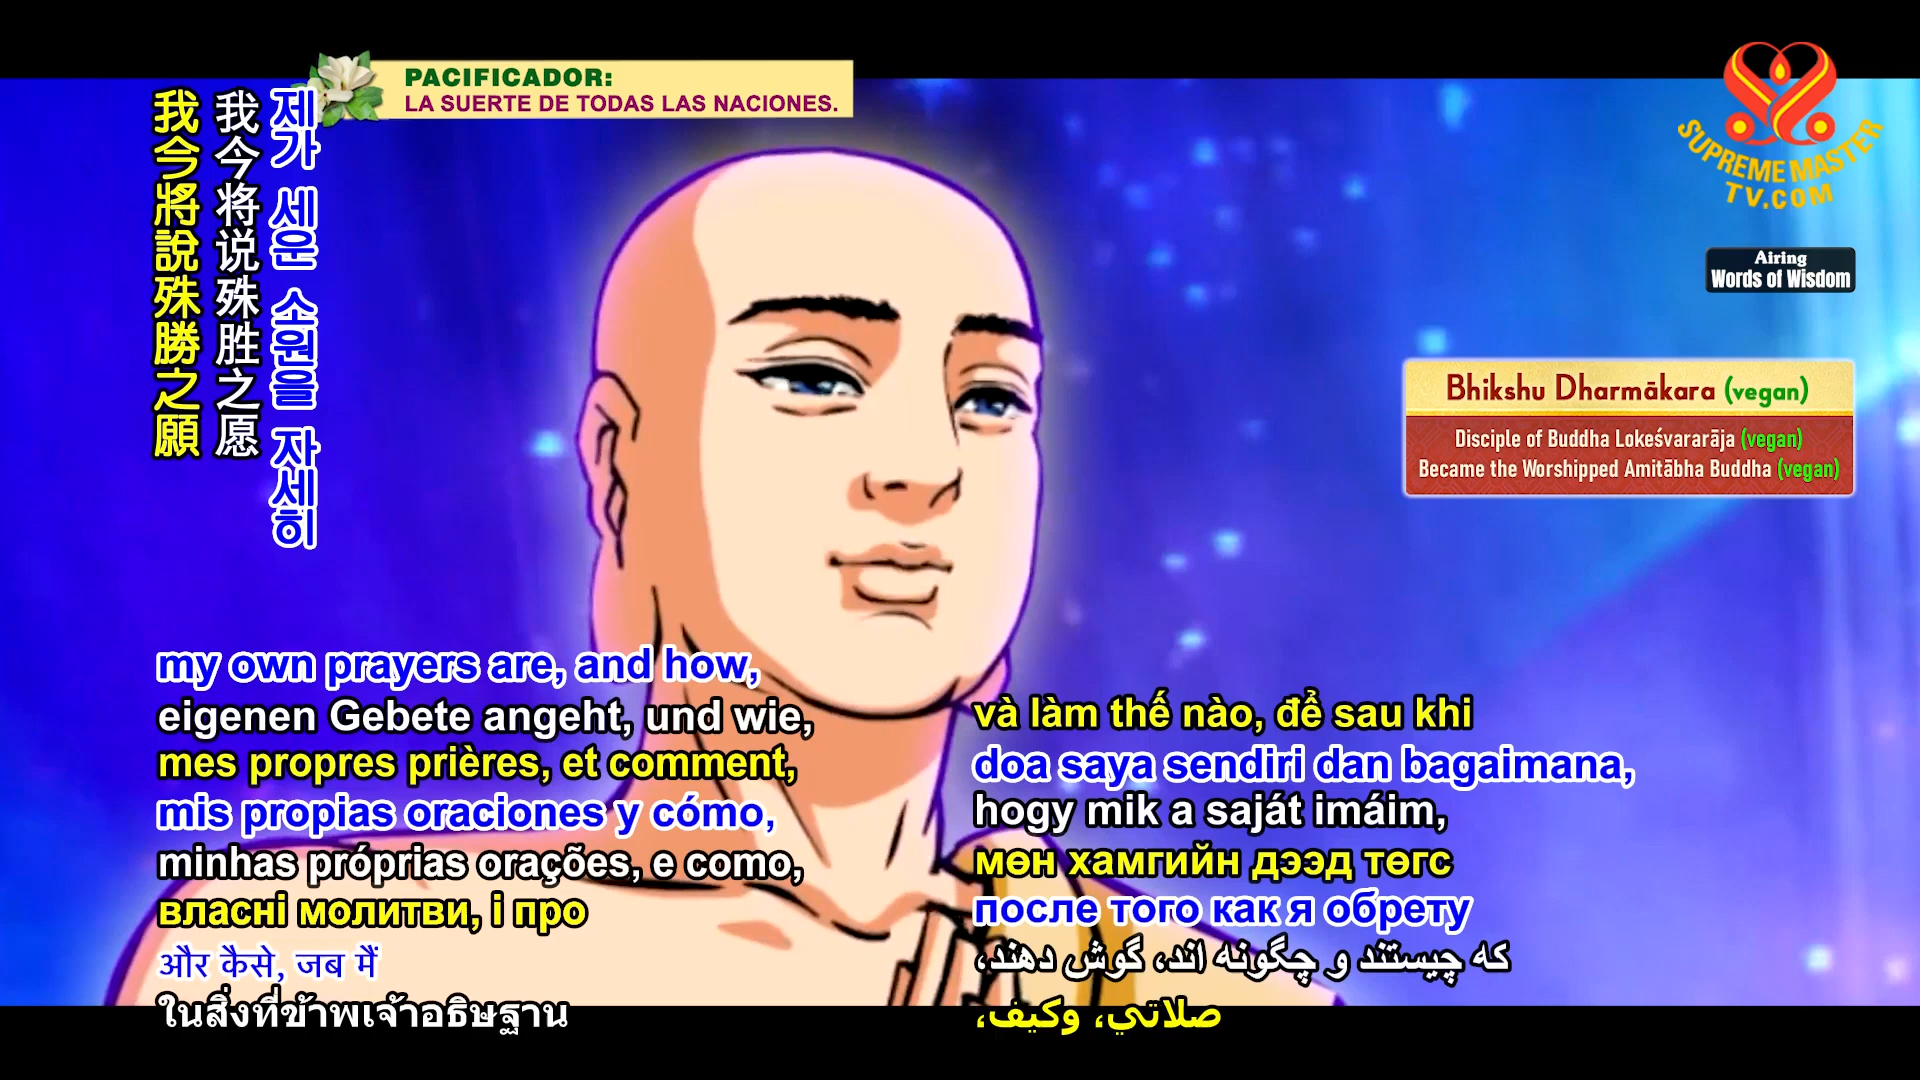 PACIFICADOR:
LA SUERTE DE TODAS LAS NACIONES.
SUPREME MASTER
TV.COM
Airing
Words of Wisdom
我今將說殊勝之願
我今将说殊胜之愿
제가 세운 소원을 자세히
Bhikshu Dharmākara (vegan)
Disciple of Buddha Lokeśvararāja (vegan)
Became the Worshipped Amitābha Buddha (vegan)
my own prayers are, and how,
eigenen Gebete angeht, und wie,
mes propres prières, et comment,
mis propias oraciones y cómo,
minhas próprias orações, e como,
власні молитви, і про
और कैसे, जब मैं
ในสิ่งที่ข้าพเจ้าอธิษฐาน
và làm thế nào, để sau khi
doa saya sendiri dan bagaimana,
hogy mik a saját imáim,
мөн хамгийн дээд төгс
после того как я обрету
که چیستند و چگونه اند، گوش دهند،
صلاتي، وكيف،